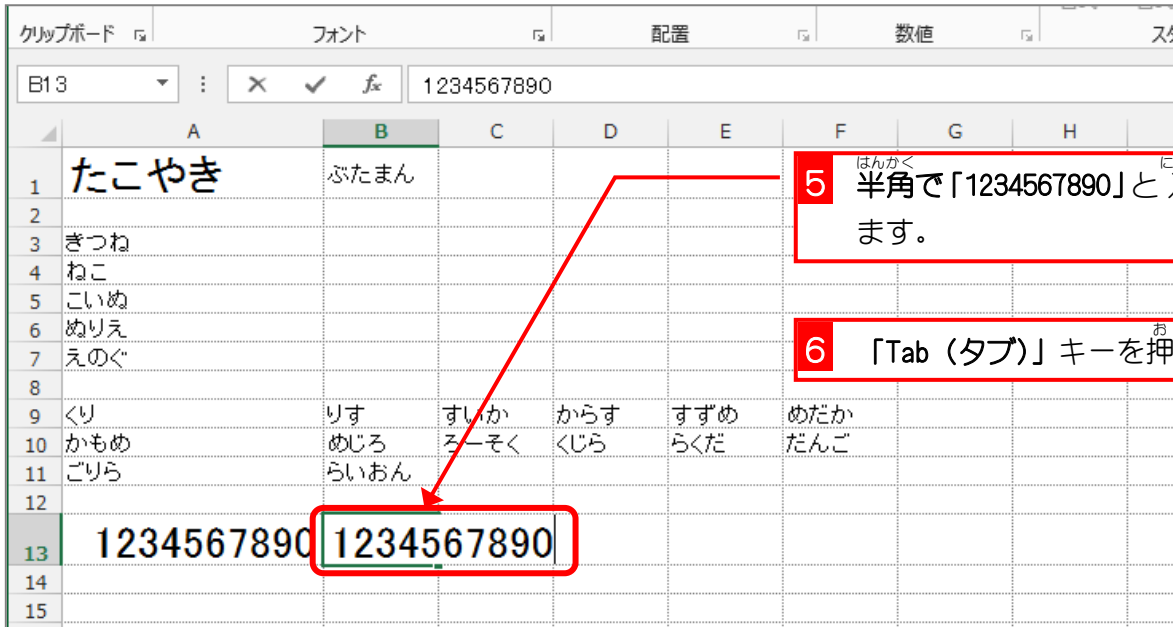 クリップボード フォント 配置 数値
B13 fx 1234567890
A B C D E F G H
1 たこやき ぶたまん
2
3 きつね
4 ねこ
5 こいぬ
6 ぬりえ
7 えのぐ
8
9 くり りす すいか からす すずめ めだか
10 かもめ めじろ ろーそく くじら らくだ だんご
11 ごりら らいおん
12
13 1234567890 1234567890
14
15
はんかく に
5 半角で「1234567890」と
ます。
お
6 「Tab（タブ）」キーを押